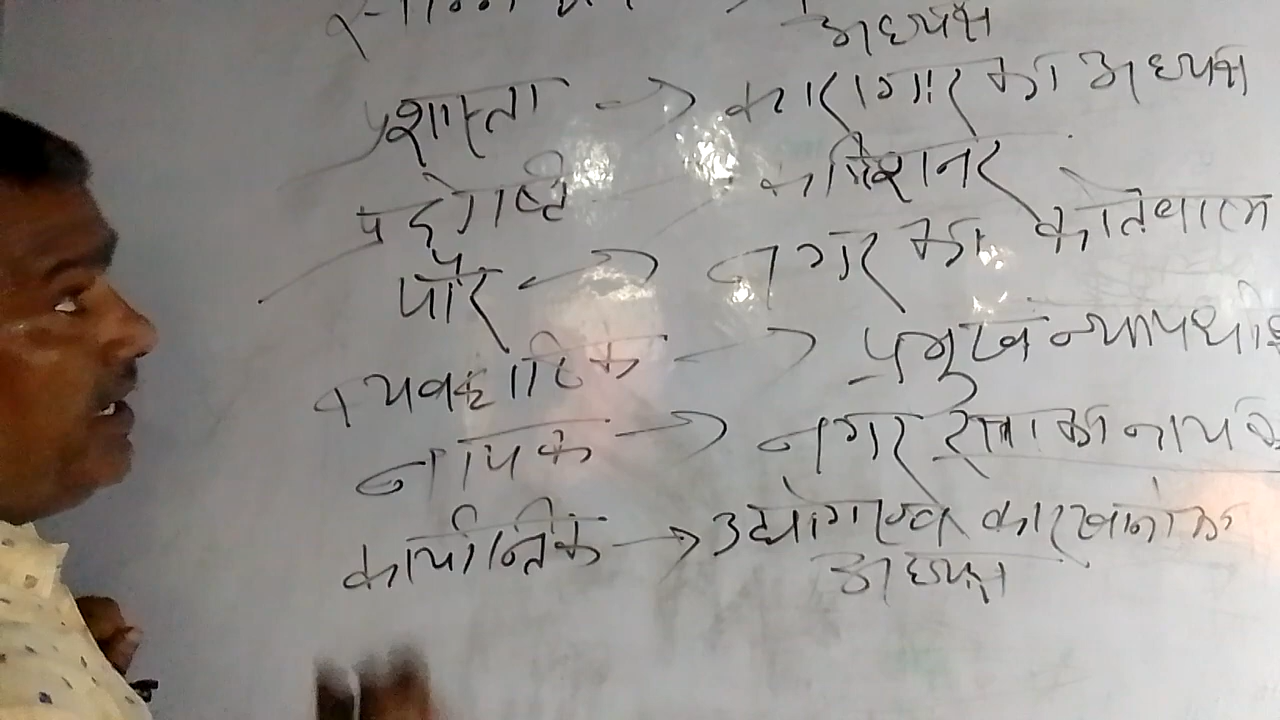 अध्यक्ष
प्रशास्ता → कारागार का अध्यक्ष
प्रदेष्टि - कमिशनर
पौर → नगर का कोतवाल
व्यवहारिक → प्रमुख न्यायधीश
नायक → नगर रक्षा का नायक
कार्मान्तिक → उद्योग एवं कारखानो का
अध्यक्ष